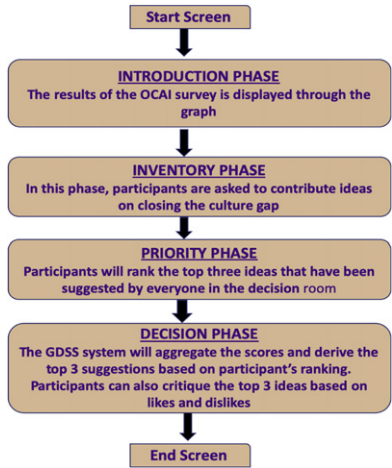 Start Screen
INTRODUCTION PHASE
The results of the OCAI survey is displayed through the
graph
INVENTORY PHASE
In this phase, participants are asked to contribute ideas
on closing the culture gap
PRIORITY PHASE
Participants will rank the top three ideas that have been
suggested by everyone in the decision room
DECISION PHASE
The GDSS system will aggregate the scores and derive the
top 3 suggestions based on participant's ranking.
Participants can also critique the top 3 ideas based on
likes and dislikes
End Screen